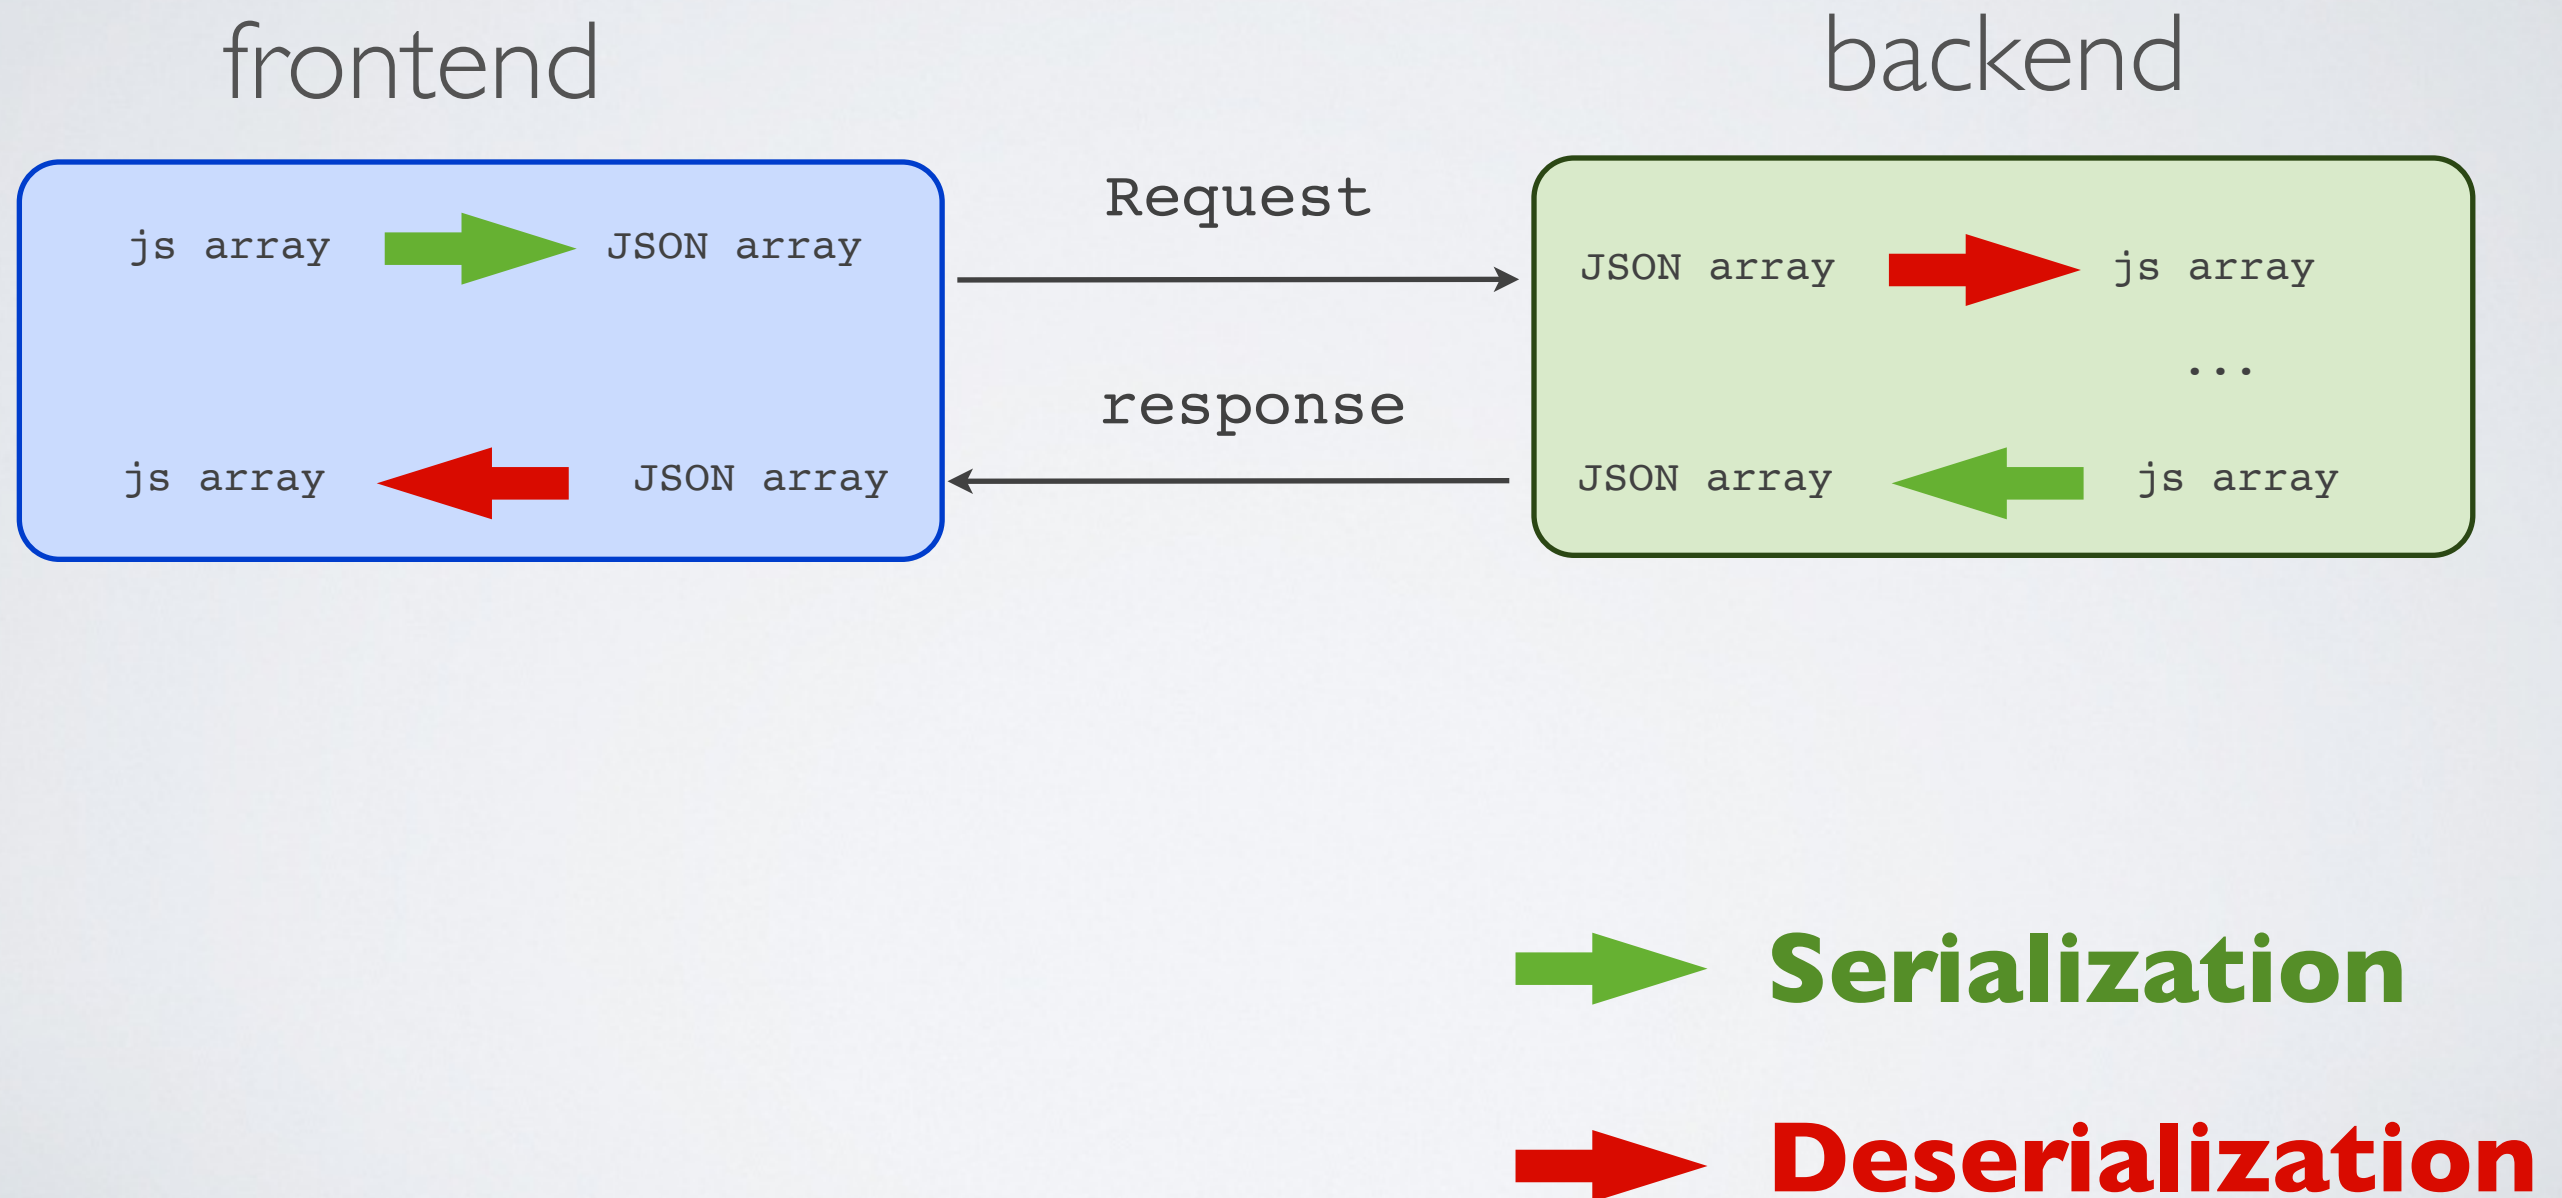 frontend
backend
js array
JSON array
Request
JSON array
js array
...
response
js array
JSON array
JSON array
js array
Serialization
Deserialization